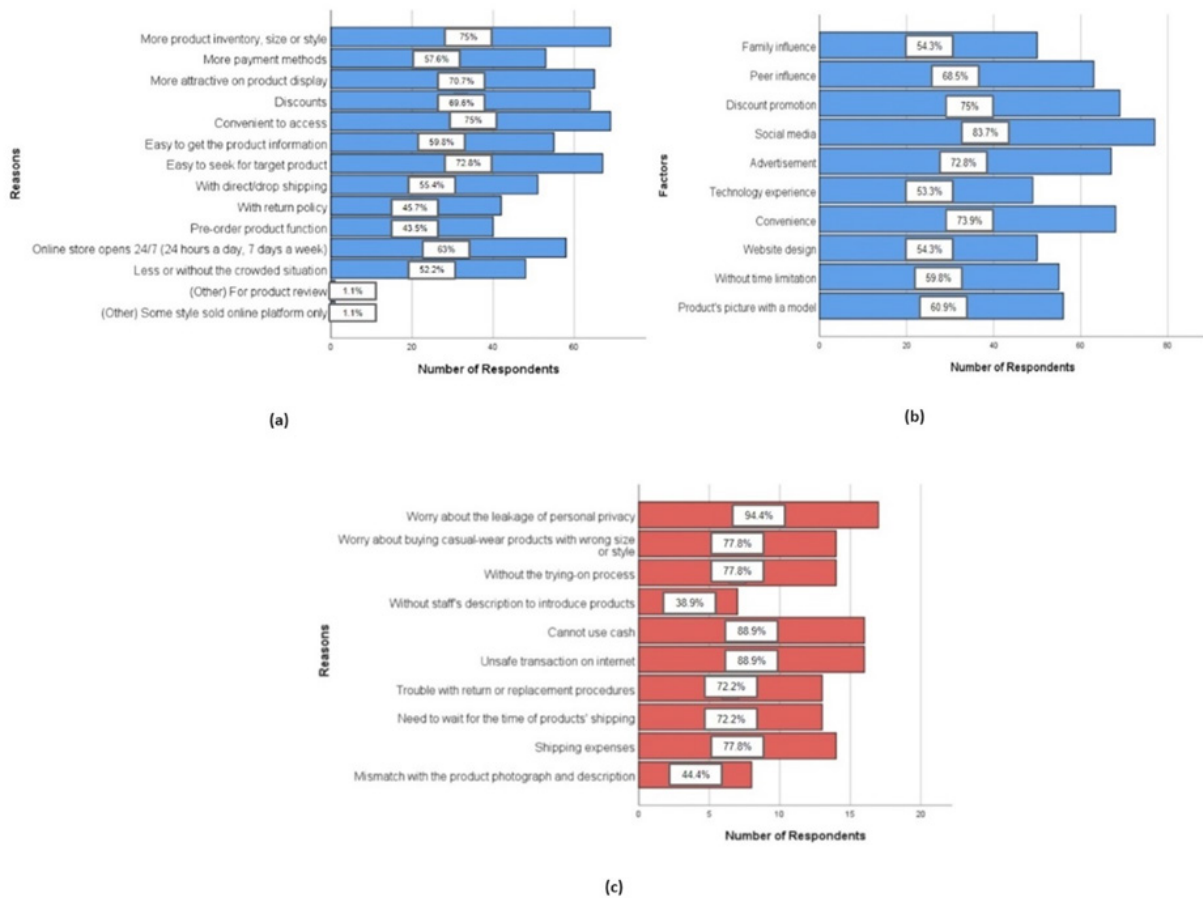 Reasons
More product inventory, size or style 75%
More payment methods 57.6%
More attractive on product display 70.7%
Discounts 69.6%
Convenient to access 75%
Easy to get the product information 59.8%
Easy to seek for target product 72.8%
With direct/drop shipping 55.4%
With return policy 45.7%
Pre-order product function 43.5%
Online store opens 24/7 (24 hours a day, 7 days a week) 63%
Less or without the crowded situation 52.2%
(Other) For product review 1.1%
(Other) Some style sold online platform only 1.1%
0 20 40 60
Number of Respondents
(a)
Factors
Family influence 54.3%
Peer influence 68.5%
Discount promotion 75%
Social media 83.7%
Advertisement 72.8%
Technology experience 53.3%
Convenience 73.9%
Website design 54.3%
Without time limitation 59.8%
Product's picture with a model 60.9%
0 20 40 60 80
Number of Respondents
(b)
Reasons
Worry about the leakage of personal privacy 94.4%
Worry about buying casual-wear products with wrong size
or style 77.8%
Without the trying-on process 77.8%
Without staff's description to introduce products 38.9%
Cannot use cash 88.9%
Unsafe transaction on internet 88.9%
Trouble with return or replacement procedures 72.2%
Need to wait for the time of products' shipping 72.2%
Shipping expenses 77.8%
Mismatch with the product photograph and description 44.4%
0 5 10 15 20
Number of Respondents
(c)